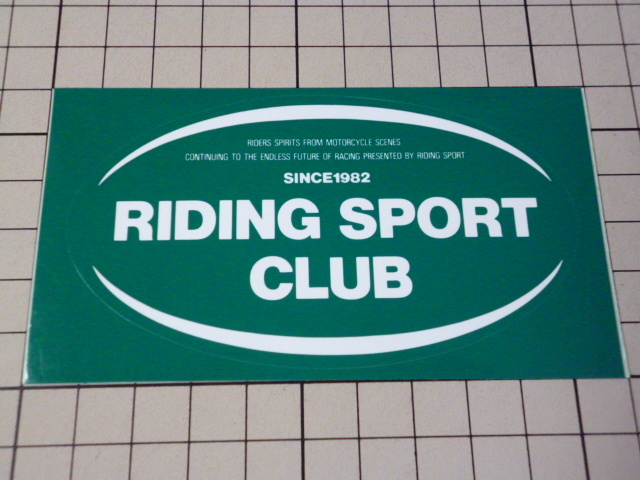 RIDERS SPIRITS FROM MOTORCYCLE SCENES
CONTINUING TO THE ENDLESS FUTURE OF RACING PRESENTED BY RIDING SPORT
SINCE1982
RIDING SPORT
CLUB